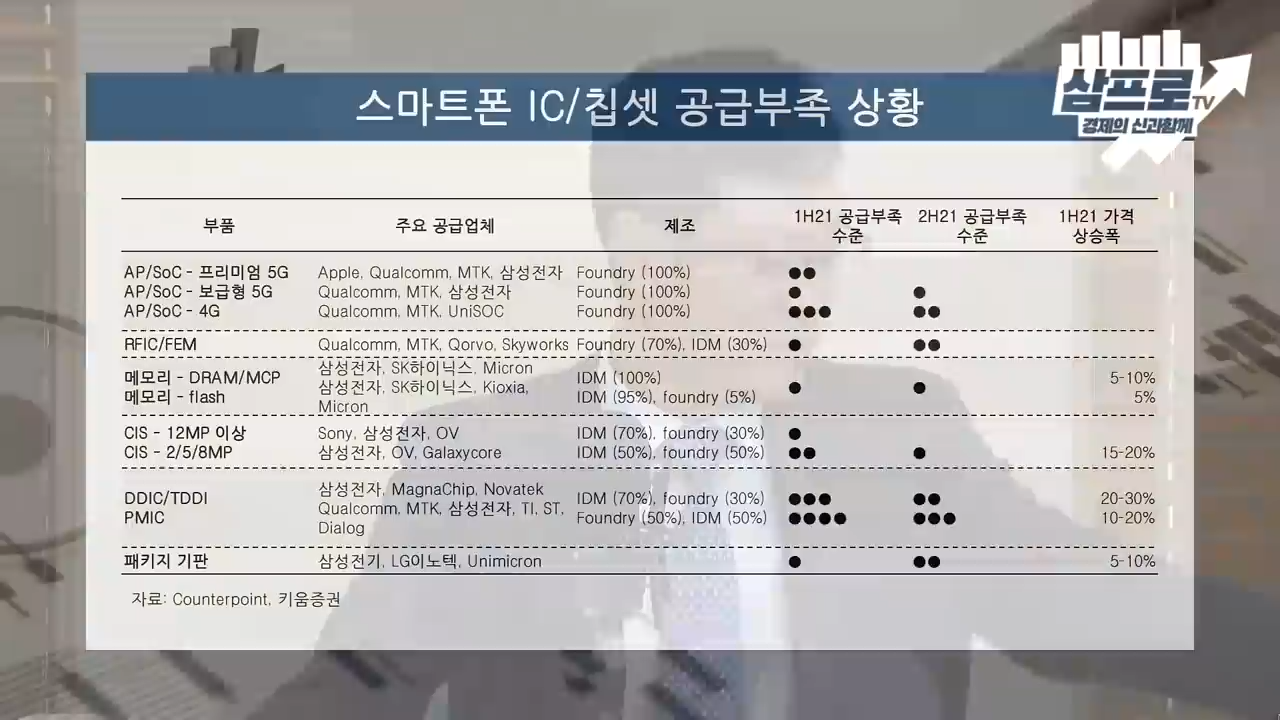 스마트폰 IC/칩셋 공급부족 상황
삼프로TV
경제의 신과함께
부품 주요 공급업체 제조 1H21 공급부족 수준 2H21 공급부족 수준 1H21 가격 상승폭
AP/SoC - 프리미엄 5G Apple, Qualcomm, MTK, 삼성전자 Foundry (100%) ●●
AP/SoC - 보급형 5G Qualcomm, MTK, 삼성전자 Foundry (100%) ● ●
AP/SoC - 4G Qualcomm, MTK, UniSOC Foundry (100%) ●●● ●●
RFIC/FEM Qualcomm, MTK, Qorvo, Skyworks Foundry (70%), IDM (30%) ● ●●
메모리 - DRAM/MCP 삼성전자, SK하이닉스, Micron IDM (100%) ● ● 5-10%
메모리 - flash 삼성전자, SK하이닉스, Kioxia, Micron IDM (95%), foundry (5%) 5%
CIS - 12MP 이상 Sony, 삼성전자, OV IDM (70%), foundry (30%) ●
CIS - 2/5/8MP 삼성전자, OV, Galaxycore IDM (50%), foundry (50%) ●● ● 15-20%
DDIC/TDDI 삼성전자, MagnaChip, Novatek IDM (70%), foundry (30%) ●●● ●● 20-30%
PMIC Qualcomm, MTK, 삼성전자, TI, ST, Dialog Foundry (50%), IDM (50%) ●●●● ●●● 10-20%
패키지 기판 삼성전기, LG이노텍, Unimicron ● ●● 5-10%
자료: Counterpoint, 키움증권